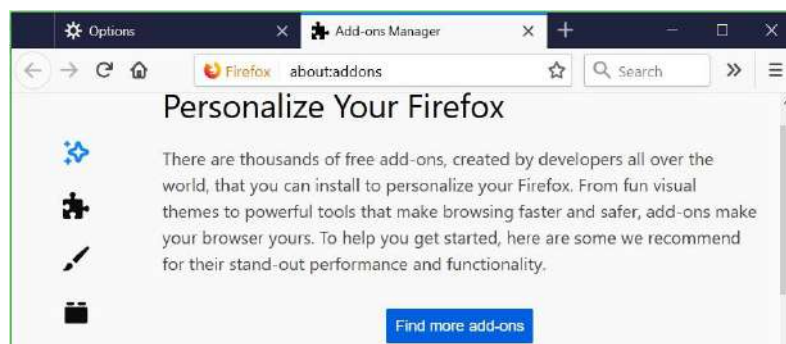 Options
Add-ons Manager
Firefox about:addons
Search
Personalize Your Firefox
There are thousands of free add-ons, created by developers all over the
world, that you can install to personalize your Firefox. From fun visual
themes to powerful tools that make browsing faster and safer, add-ons make
your browser yours. To help you get started, here are some we recommend
for their stand-out performance and functionality.
Find more add-ons